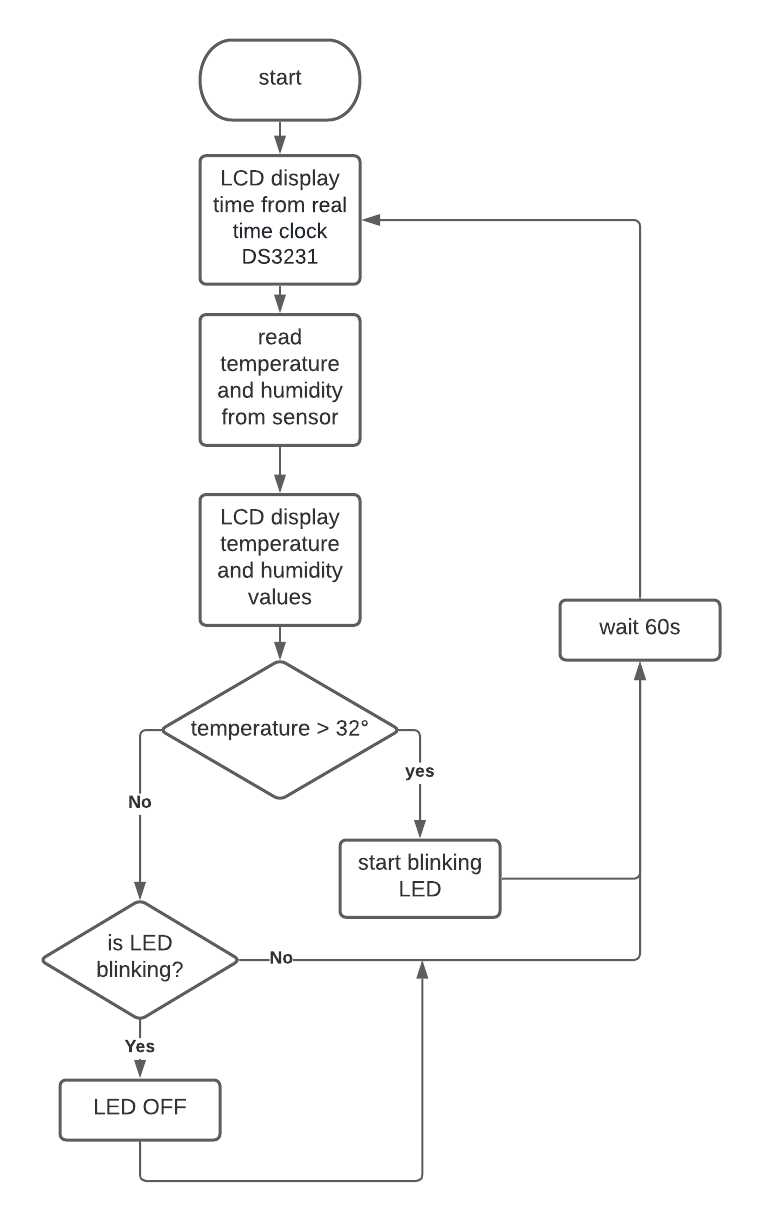 start
LCD display
time from real
time clock
DS3231
read
temperature
and humidity
from sensor
LCD display
temperature
and humidity
values
wait 60s
temperature > 32°
yes
No
start blinking
LED
is LED
blinking?
No
Yes
LED OFF